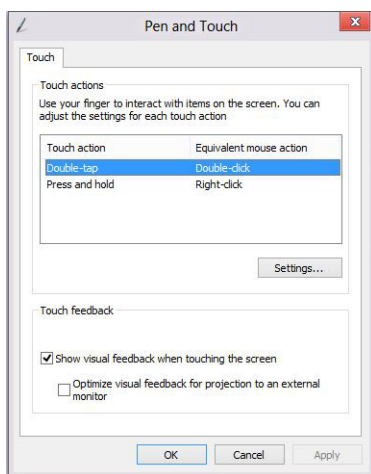 Pen and Touch
Touch
Touch actions
Use your finger to interact with items on the screen. You can
adjust the settings for each touch action
Touch action Equivalent mouse action
Double-tap Double-click
Press and hold Right-click
Settings...
Touch feedback
Show visual feedback when touching the screen
Optimize visual feedback for projection to an external
monitor
OK Cancel Apply